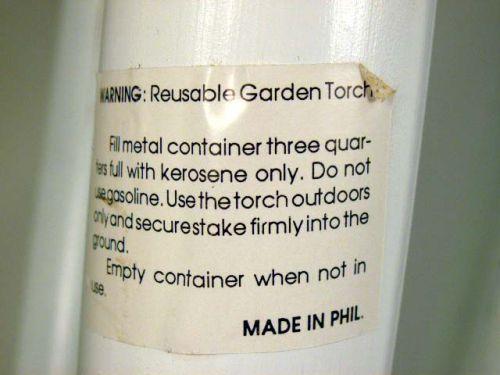 WARNING: Reusable Garden Torch
Fill metal container three quar-
ters full with kerosene only. Do not
use gasoline. Use the torch outdoors
only and secure stake firmly into the
ground.
Empty container when not in
use.
MADE IN PHIL.